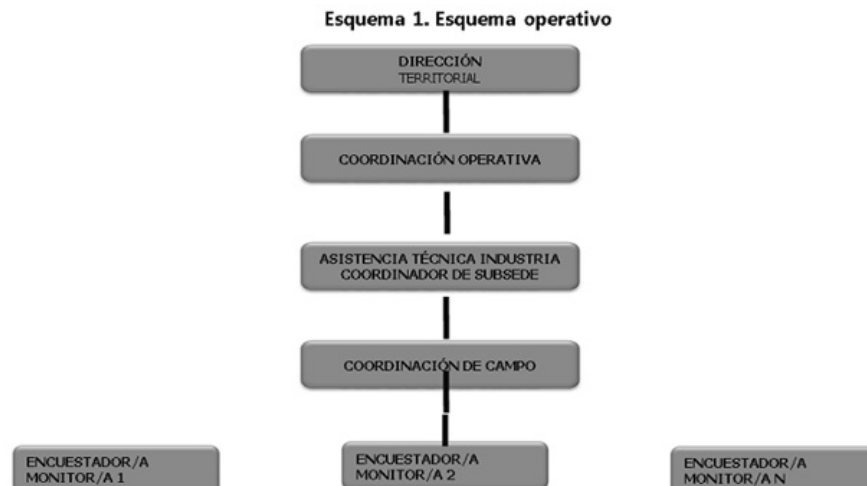 Esquema 1. Esquema operativo
DIRECCIÓN
TERRITORIAL
COORDINACIÓN OPERATIVA
ASISTENCIA TÉCNICA INDUSTRIA
COORDINADOR DE SUBSEDE
COORDINACIÓN DE CAMPO
ENCUESTADOR/A
MONITOR/A 1
ENCUESTADOR/A
MONITOR/A 2
ENCUESTADOR/A
MONITOR/A N